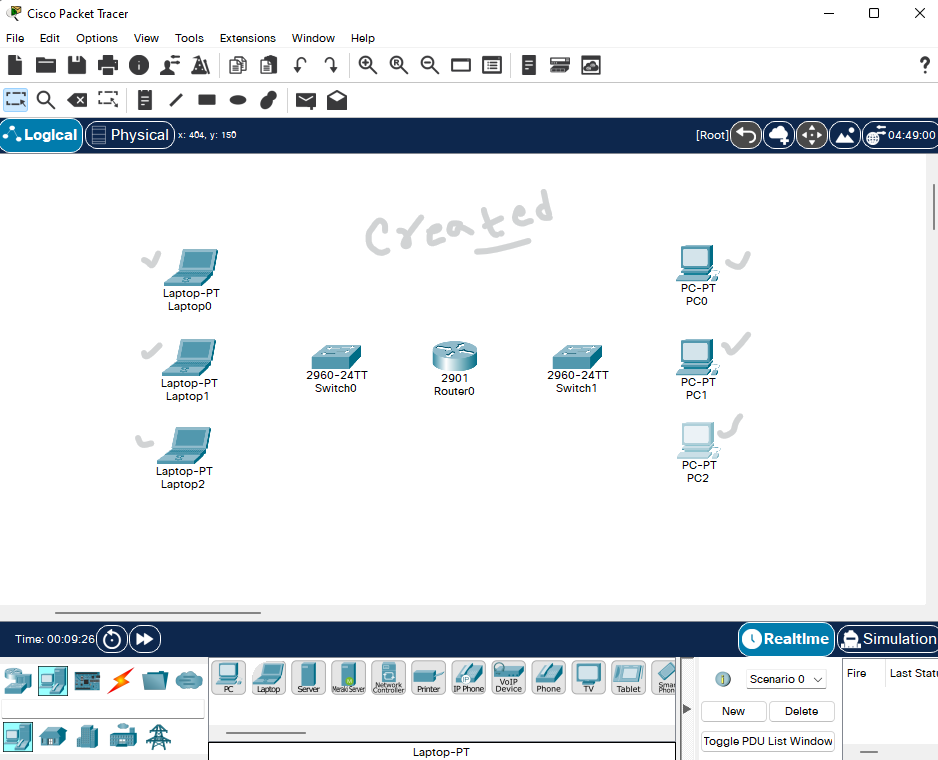 Cisco Packet Tracer
File Edit Options View Tools Extensions Window Help
Logical Physical x: 404, y: 150 [Root] 04:49:00
Created
Laptop-PT
Laptop0
PC-PT
PC0
Laptop-PT
Laptop1
2960-24TT
Switch0
2901
Router0
2960-24TT
Switch1
PC-PT
PC1
Laptop-PT
Laptop2
PC-PT
PC2
Time: 00:09:26 Realtime Simulation
PC Laptop Server Meraki Server Network Controller Printer IP Phone VoIP Device Phone TV Tablet Smart Phon
Scenario 0
New Delete
Toggle PDU List Window
Fire Last Statu
Laptop-PT